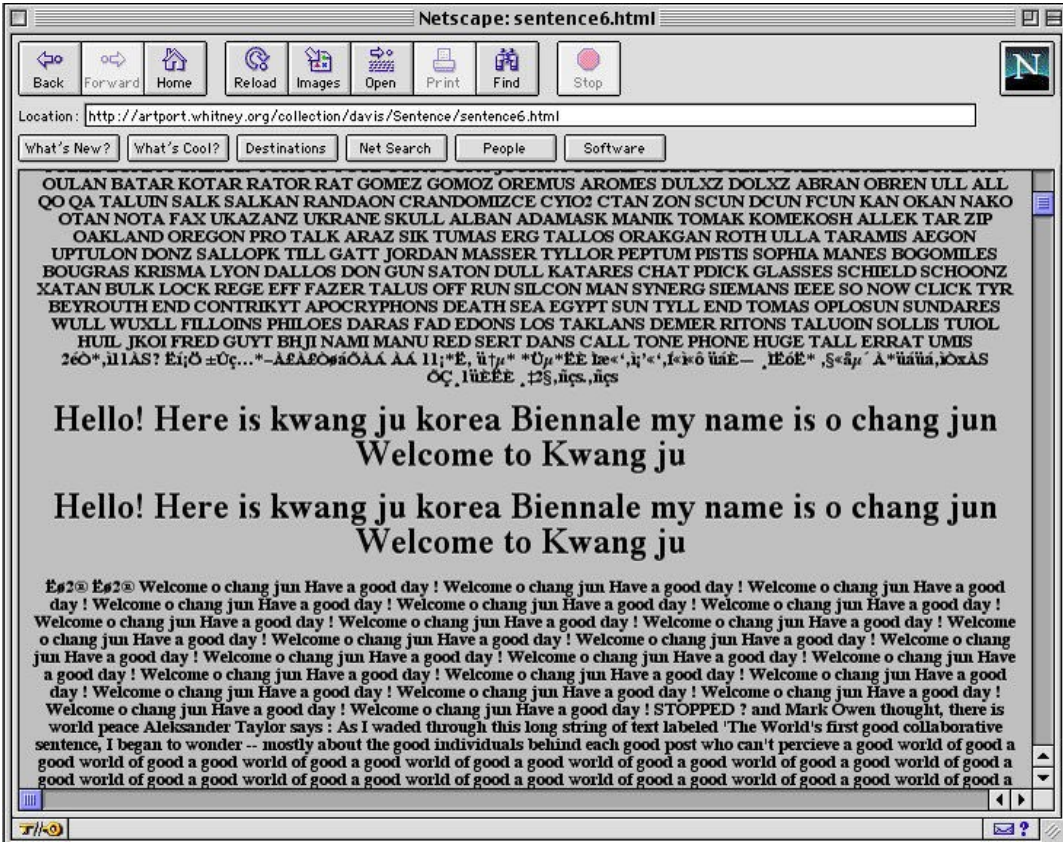 Netscape: sentence6.html
Back Forward Home Reload Images Open Print Find Stop
N
Location: http://artport.whitney.org/collection/davis/Sentence/sentence6.html
What's New? What's Cool? Destinations Net Search People Software
OULAN BATAR KOTAR RATOR RAT GOMEZ GOMOZ OREMUS AROMES DULXZ DOLXZ ABRAN OBREN ULL ALL
QO QA TALUIN SALK SALKAN RANDAON CRANDOMIZCE CYIO2 CTAN ZON SCUN DCUN FCUN KAN OKAN NAKO
OTAN NOTA FAX UKAZANZ UKRANE SKULL ALBAN ADAMASK MANIK TOMAK KOMEKOSH ALLEK TAR ZIP
OAKLAND OREGON PRO TALK ARAZ SIK TUMAS ERG TALLOS ORAKGAN ROTH ULLA TARAMIS AEGON
UPTULON DONZ SALLOPK TILL GATT JORDAN MASSER TYLLOR PEPTUM PISTIS SOPHIA MANES BOGOMILES
BOUGRAS KRISMA LYON DALLOS DON GUN SATON DULL KATARES CHAT PDICK GLASSES SCHIELD SCHOONZ
XATAN BULK LOCK REGE EFF FAZER TALUS OFF RUN SILCON MAN SYNERG SIEMANS IEEE SO NOW CLICK TYR
BEYROUTH END CONTRIKYT APOCRYPHONS DEATH SEA EGYPT SUN TYLL END TOMAS OPLOSUN SUNDARES
WULL WUXLL FILLOINS PHILOES DARAS FAD EDONS LOS TAKLANS DEMER RITONS TALUOIN SOLLIS TUIOL
HUIL JKOI FRED GUYT BHJI NAMI MANU RED SERT DANS CALL TONE PHONE HUGE TALL ERRAT UMIS
Hello! Here is kwang ju korea Biennale my name is o chang jun
Welcome to Kwang ju
Hello! Here is kwang ju korea Biennale my name is o chang jun
Welcome to Kwang ju
Ëø2® Ëø2® Welcome o chang jun Have a good day ! Welcome o chang jun Have a good day ! Welcome o chang jun Have a good
day ! Welcome o chang jun Have a good day ! Welcome o chang jun Have a good day ! Welcome o chang jun Have a good day !
Welcome o chang jun Have a good day ! Welcome o chang jun Have a good day ! Welcome o chang jun Have a good day ! Welcome
o chang jun Have a good day ! Welcome o chang jun Have a good day ! Welcome o chang jun Have a good day ! Welcome o chang
jun Have a good day ! Welcome o chang jun Have a good day ! Welcome o chang jun Have a good day ! Welcome o chang jun Have
a good day ! Welcome o chang jun Have a good day ! Welcome o chang jun Have a good day ! Welcome o chang jun Have a good
day ! Welcome o chang jun Have a good day ! Welcome o chang jun Have a good day ! Welcome o chang jun Have a good day !
Welcome o chang jun Have a good day ! Welcome o chang jun Have a good day ! STOPPED ? and Mark Owen thought, there is
world peace Aleksander Taylor says : As I waded through this long string of text labeled 'The World's first good collaborative
sentence, I began to wonder -- mostly about the good individuals behind each good post who can't percieve a good world of good a
good world of good a good world of good a good world of good a good world of good a good world of good a good world of good a
good world of good a good world of good a good world of good a good world of good a good world of good a